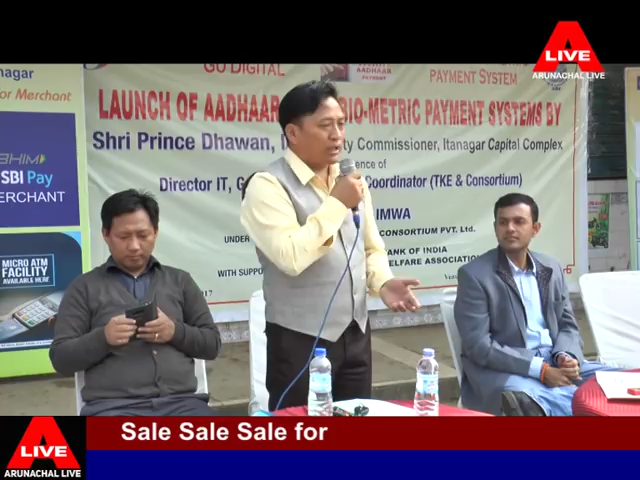 LIVE
ARUNACHAL LIVE
GO DIGITAL
AADHAAR
PAYMENT SYSTEM
nagar
or Merchant
LAUNCH OF AADHAAR IO-METRIC PAYMENT SYSTEMS BY
Shri Prince Dhawan, ty Commissioner, Itanagar Capital Complex
ence of
Director IT, G Coordinator (TKE & Consortium)
IMWA
UNDER CONSORTIUM PVT. Ltd.
ANK OF INDIA
WITH SUPPO ELFARE ASSOCIATION
17
BHIM
SBI Pay
MERCHANT
MICRO ATM
FACILITY
AVAILABLE HERE
Sale Sale Sale for
LIVE
ARUNACHAL LIVE